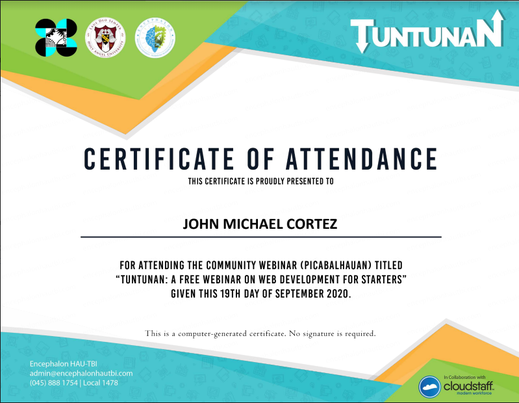 TUNTUNAN
CERTIFICATE OF ATTENDANCE
THIS CERTIFICATE IS PROUDLY PRESENTED TO
JOHN MICHAEL CORTEZ
FOR ATTENDING THE COMMUNITY WEBINAR (PICABALHAUAN) TITLED
“TUNTUNAN: A FREE WEBINAR ON WEB DEVELOPMENT FOR STARTERS”
GIVEN THIS 19TH DAY OF SEPTEMBER 2020.
This is a computer-generated certificate. No signature is required.
Encephalon HAU-TBI
admin@encephalonhautbi.com
(045) 888 1754 | Local 1478
In Collaboration with
cloudstaff.
modern workforce